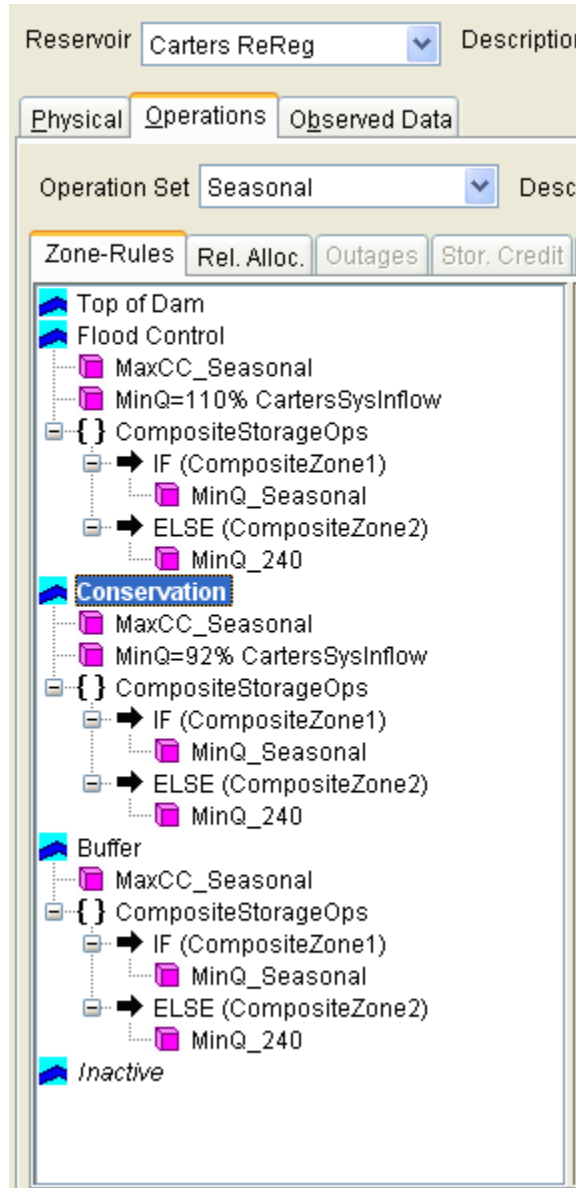 Reservoir Carters ReReg Description
Physical Operations Observed Data
Operation Set Seasonal Desc
Zone-Rules Rel. Alloc. Outages Stor. Credit
Top of Dam
Flood Control
MaxCC_Seasonal
MinQ=110% CartersSysInflow
{ } CompositeStorageOps
IF (CompositeZone1)
MinQ_Seasonal
ELSE (CompositeZone2)
MinQ_240
Conservation
MaxCC_Seasonal
MinQ=92% CartersSysInflow
{ } CompositeStorageOps
IF (CompositeZone1)
MinQ_Seasonal
ELSE (CompositeZone2)
MinQ_240
Buffer
MaxCC_Seasonal
{ } CompositeStorageOps
IF (CompositeZone1)
MinQ_Seasonal
ELSE (CompositeZone2)
MinQ_240
Inactive